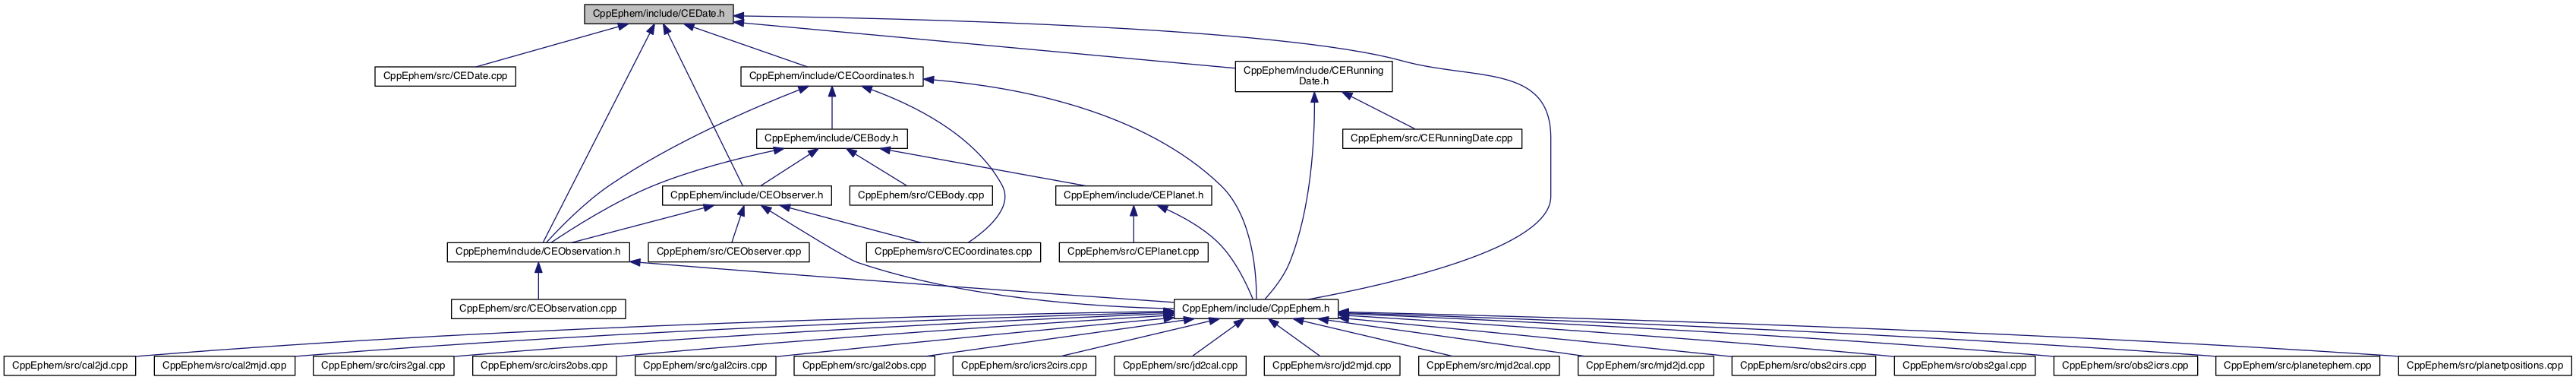 CppEphem/include/CEDate.h
CppEphem/src/CEDate.cpp
CppEphem/include/CECoordinates.h
CppEphem/include/CERunning
Date.h
CppEphem/include/CEBody.h
CppEphem/src/CERunningDate.cpp
CppEphem/include/CEObserver.h
CppEphem/src/CEBody.cpp
CppEphem/include/CEPlanet.h
CppEphem/include/CEObservation.h
CppEphem/src/CEObserver.cpp
CppEphem/src/CECoordinates.cpp
CppEphem/src/CEPlanet.cpp
CppEphem/src/CEObservation.cpp
CppEphem/include/CppEphem.h
CppEphem/src/cal2jd.cpp
CppEphem/src/cal2mjd.cpp
CppEphem/src/cirs2gal.cpp
CppEphem/src/cirs2obs.cpp
CppEphem/src/gal2cirs.cpp
CppEphem/src/gal2obs.cpp
CppEphem/src/icrs2cirs.cpp
CppEphem/src/jd2cal.cpp
CppEphem/src/jd2mjd.cpp
CppEphem/src/mjd2cal.cpp
CppEphem/src/mjd2jd.cpp
CppEphem/src/obs2cirs.cpp
CppEphem/src/obs2gal.cpp
CppEphem/src/obs2icrs.cpp
CppEphem/src/planetephem.cpp
CppEphem/src/planetpositions.cpp